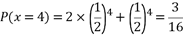 P(x = 4) = 2 × (1/2)^4 + (1/2)^4 = 3/16